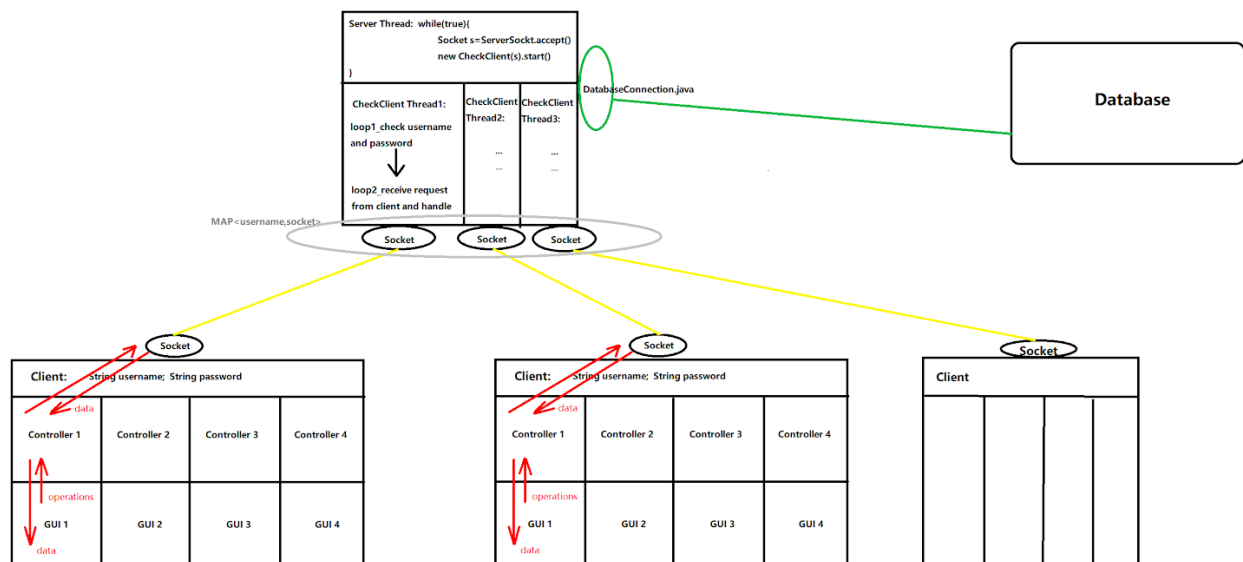 Server Thread: while(true){
Socket s=ServerSockt.accept()
new CheckClient(s).start()
}
DatabaseConnection.java
Database
CheckClient Thread1:
loop1_check username
and password
loop2_receive request
from client and handle
CheckClient
Thread2:
...
...
CheckClient
Thread3:
...
...
MAP<username,socket>
Socket
Socket
Socket
Socket
Client: String username; String password
data
Controller 1
Controller 2
Controller 3
Controller 4
operations
GUI 1
GUI 2
GUI 3
GUI 4
data
Socket
Client: String username; String password
data
Controller 1
Controller 2
Controller 3
Controller 4
operations
GUI 1
GUI 2
GUI 3
GUI 4
data
Socket
Client